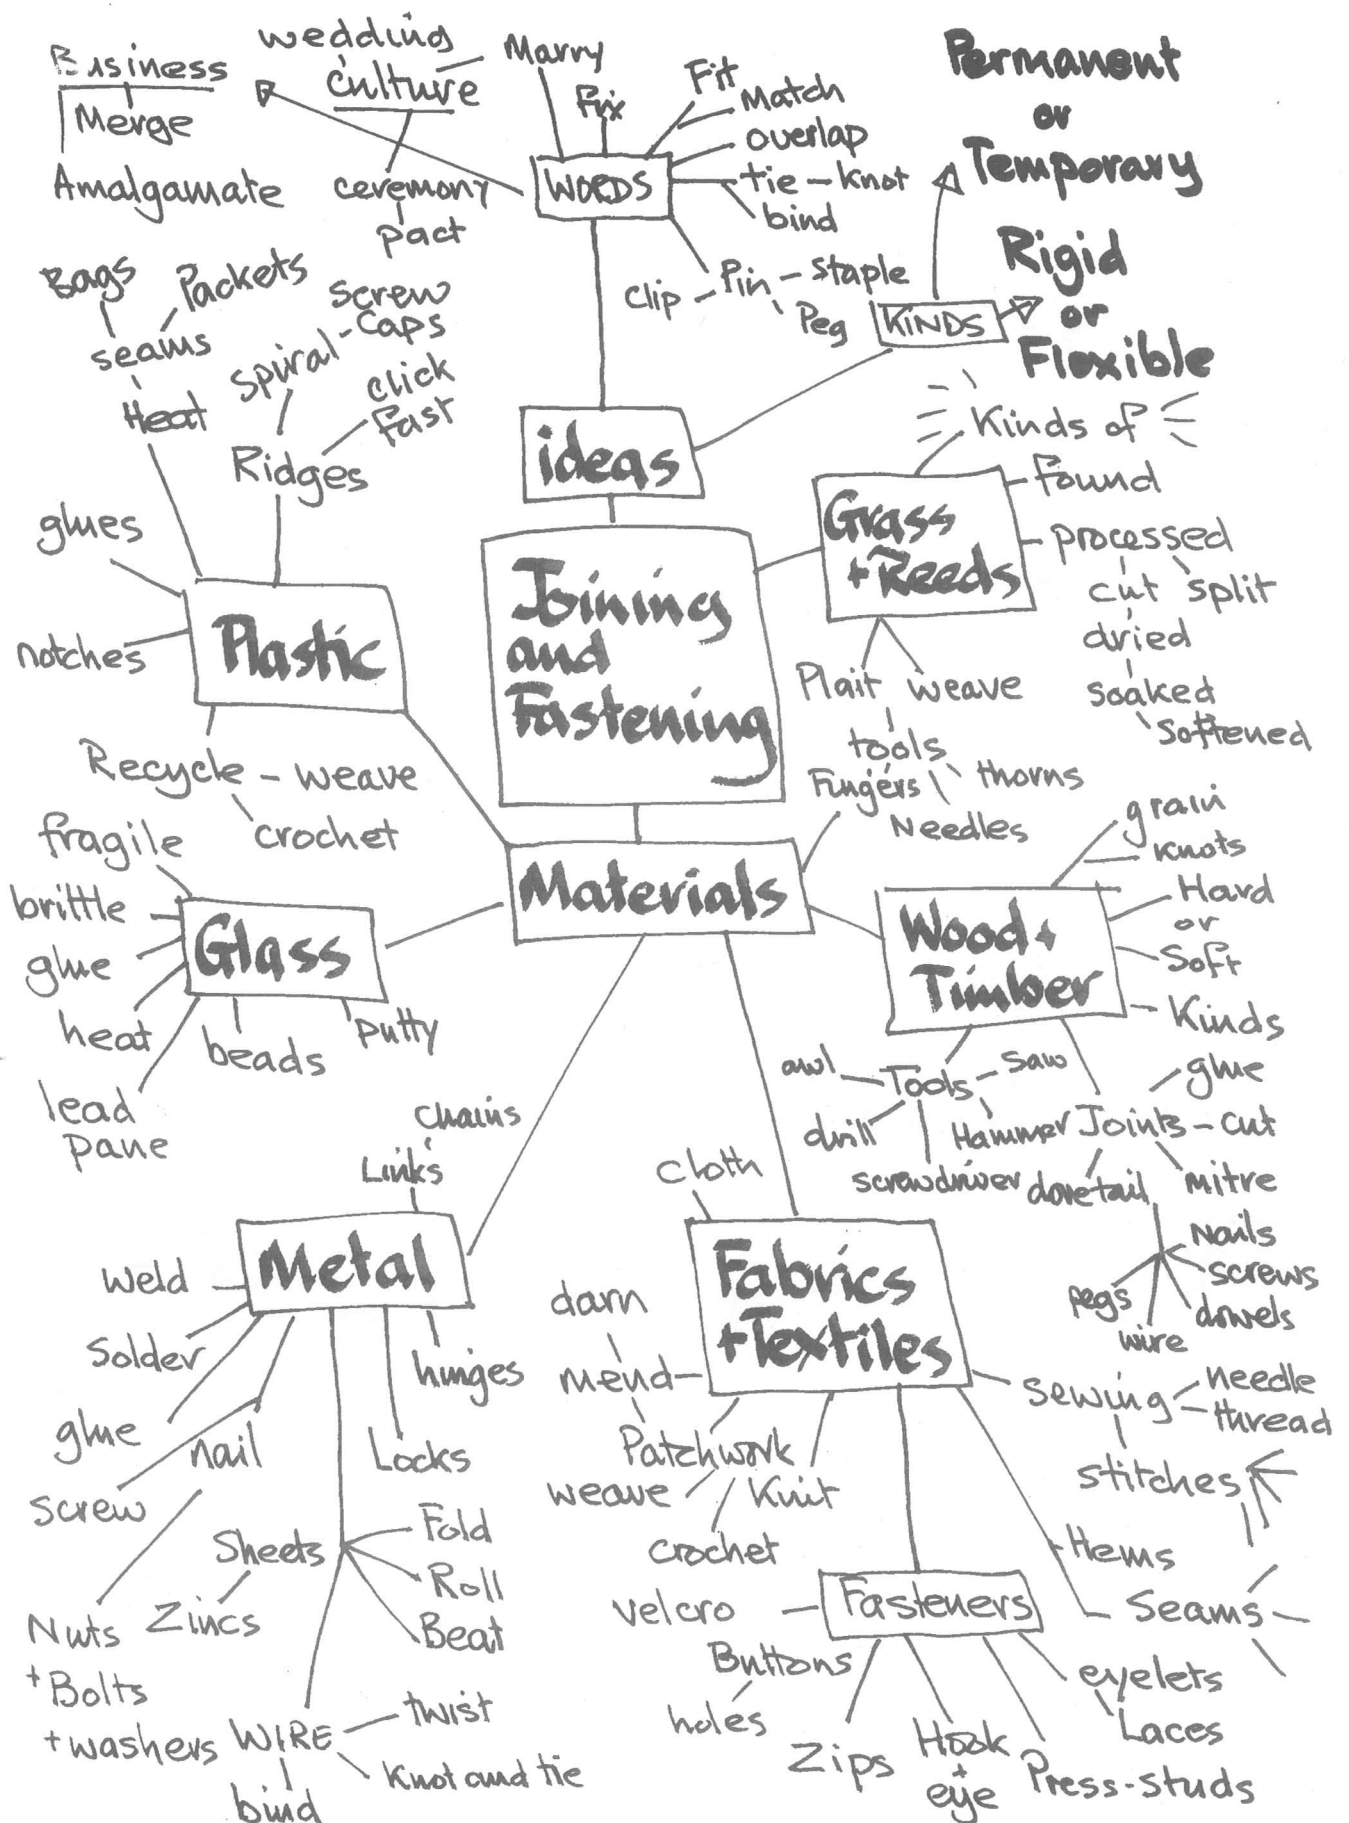 Business
Merge
Amalgamate
wedding
culture
ceremony
pact
Marry
Fix
Fit
Match
overlap
tie - knot
bind
WORDS
clip - Pin - staple
Peg
Permanent
or
Temporary
Rigid
or
Flexible
KINDS
Bags
Packets
seams
Heat
screw
caps
Spiral-
click
fast
Ridges
glues
notches
Plastic
Recycle - weave
crochet
ideas
Joining
and
Fastening
Kinds of
Grass
+ Reeds
found
processed
cut split
dried
soaked
softened
Plait weave
tools
Fingers
thorns
Needles
Materials
fragile
brittle
glue
heat
lead
pane
beads
putty
Glass
Wood +
Timber
grain
knots
Hard
or
Soft
Kinds
awl
Tools
saw
drill
Hammer
screwdriver
Joints - cut
glue
dovetail
mitre
Nails
screws
dowels
pegs
wire
chains
Links
Metal
weld
Solder
glue
nail
screw
hinges
Locks
Nuts
+ Bolts
+ washers
Sheets
Zincs
Fold
Roll
Beat
WIRE
twist
Knot and tie
bind
cloth
Fabrics
+ Textiles
darn
mend
Patchwork
weave
Knit
crochet
sewing
needle
thread
stitches
Hems
Seams
Fasteners
velcro
Buttons
holes
Zips
Hook
+
eye
Press-studs
eyelets
Laces